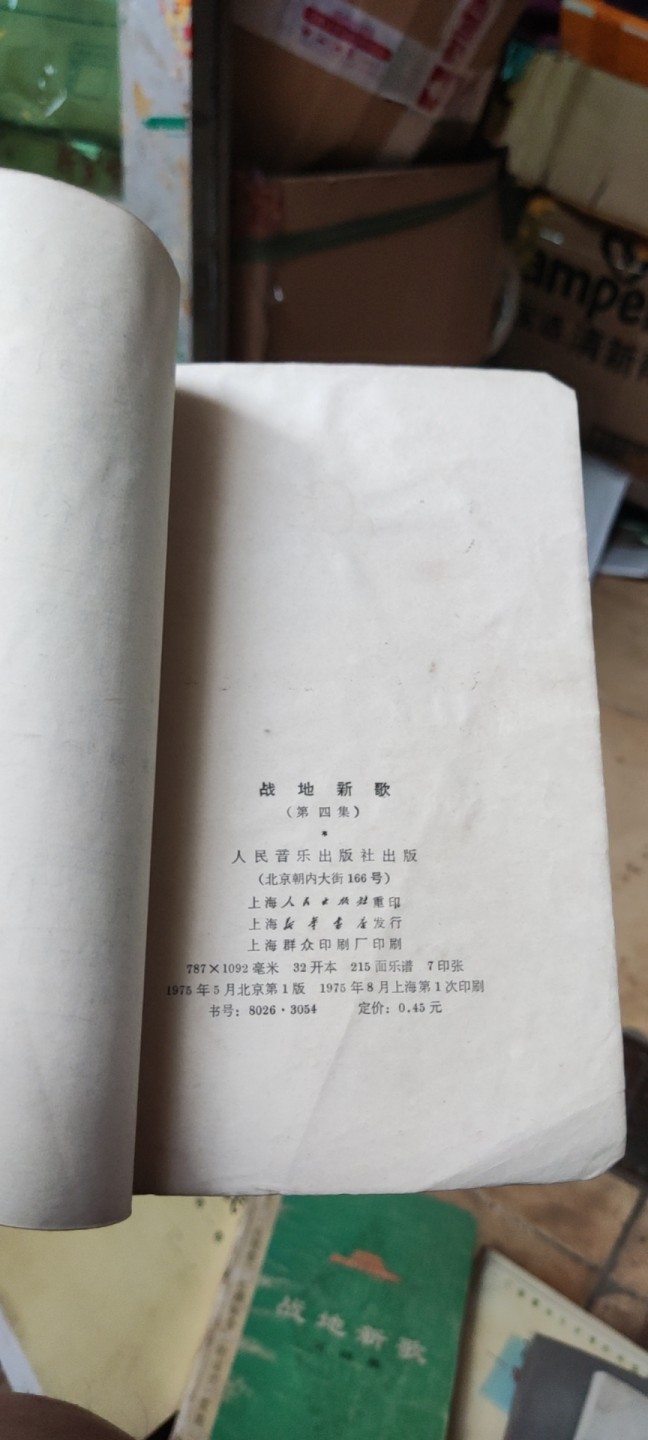 ampe
清新
战地新歌
（第四集）
*
人民音乐出版社出版
（北京朝内大街166号）
上海人民出版社重印
上海新华书店发行
上海群众印刷厂印刷
787×1092毫米 32开本 215面乐谱 7印张
1975年5月北京第1版 1975年8月上海第1次印刷
书号：8026·3054 定价：0.45元
战地新歌